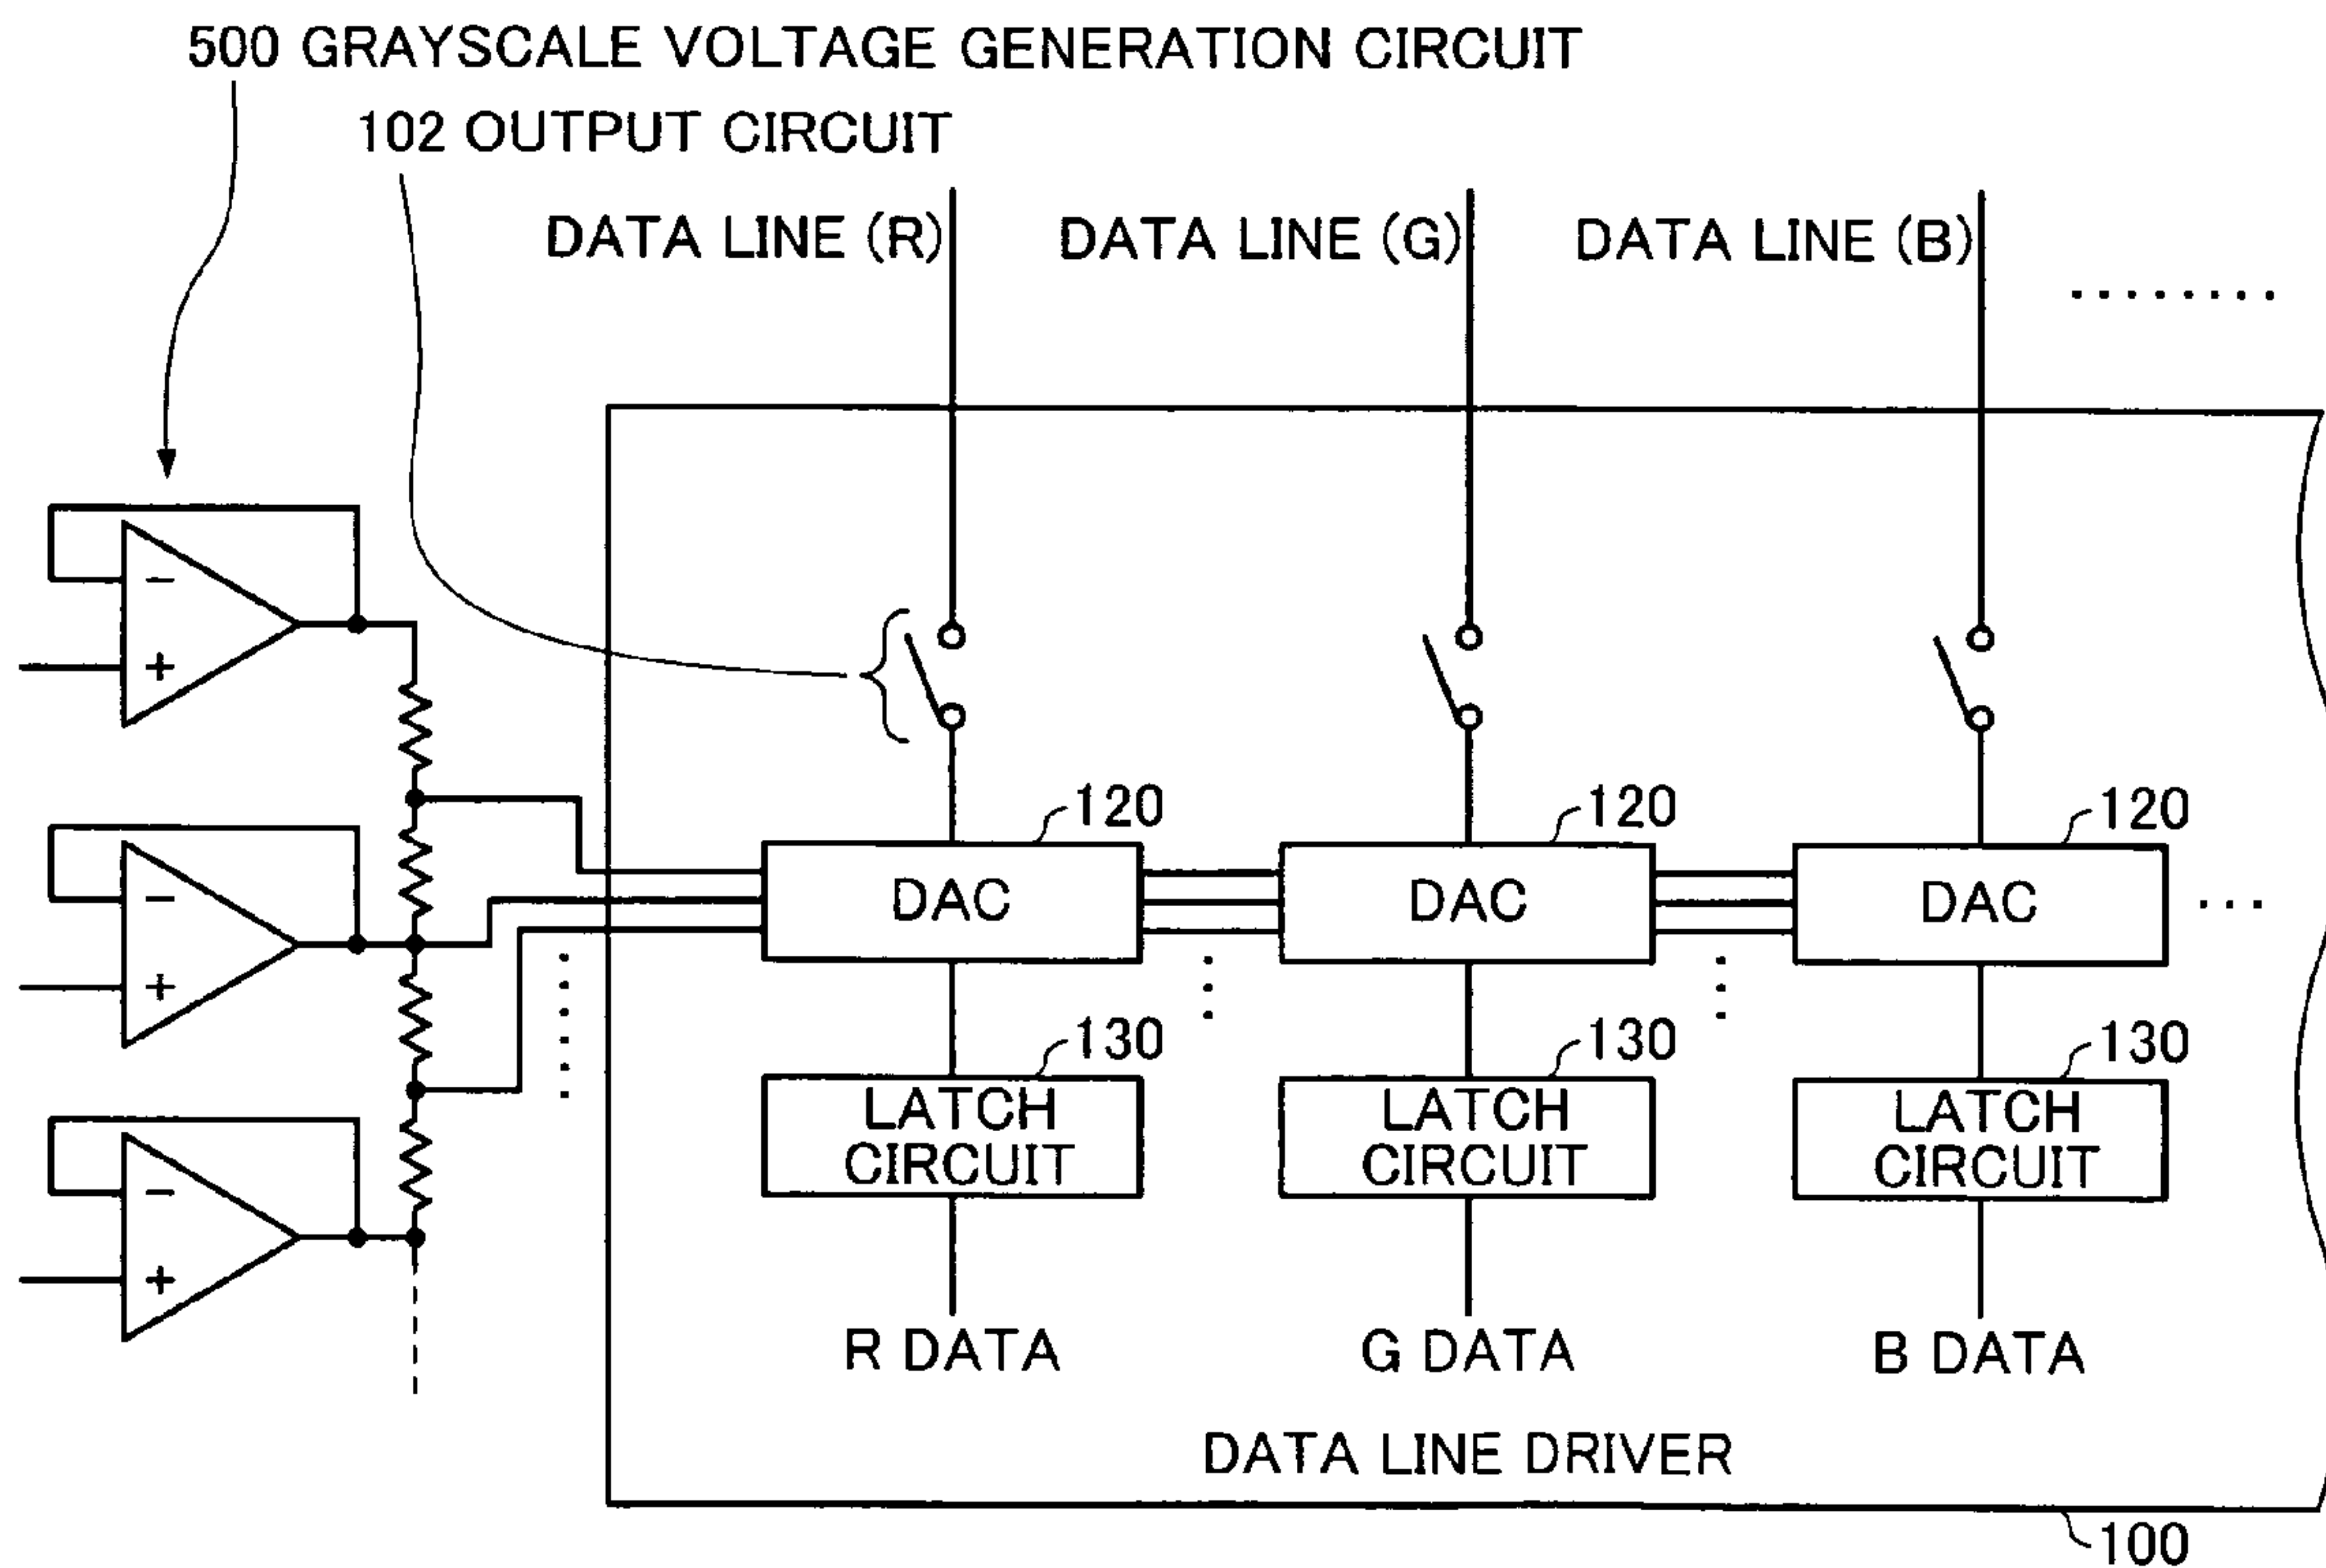 500 GRAYSCALE VOLTAGE GENERATION CIRCUIT
102 OUTPUT CIRCUIT
DATA LINE (R)
DATA LINE (G)
DATA LINE (B)
........
−
+
−
+
−
+
120
120
120
DAC
DAC
DAC
...
130
130
130
LATCH
CIRCUIT
LATCH
CIRCUIT
LATCH
CIRCUIT
R DATA
G DATA
B DATA
DATA LINE DRIVER
100